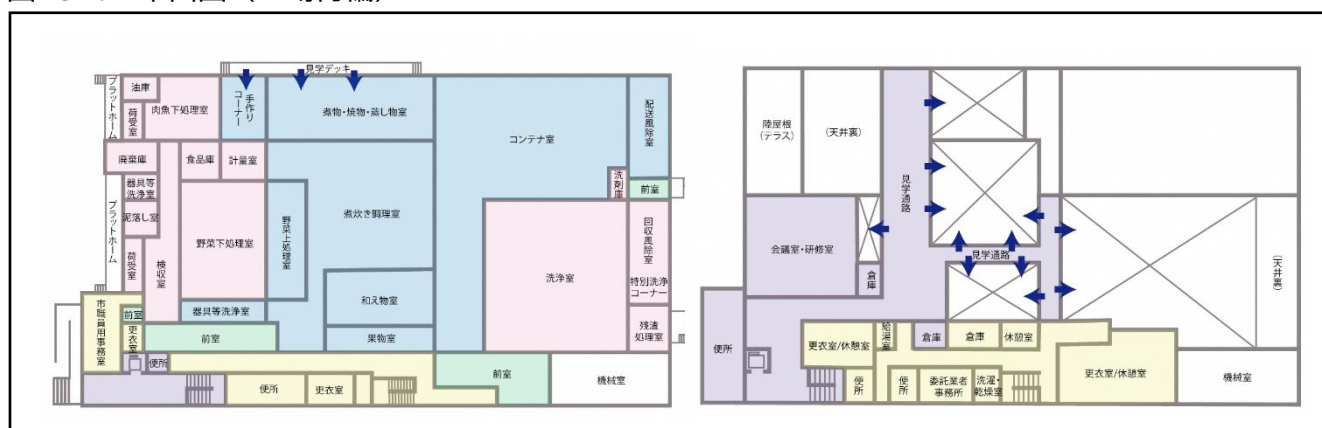 見学デッキ
プラットホーム
油庫
荷受室
肉魚下処理室
手作りコーナー
煮物・焼物・蒸し物室
コンテナ室
配送風除室
廃棄庫
食品庫
計量室
器具等
洗浄室
泥落し室
プラットホーム
荷受室
検収室
野菜下処理室
野菜上処理室
煮炊き調理室
洗剤庫
前室
洗浄室
回収風除室
特別洗浄
コーナー
和え物室
器具等洗浄室
果物室
残渣
処理室
市職員用事務室
前室
更衣室
前室
便所
便所
更衣室
前室
機械室
陸屋根
(テラス)
(天井裏)
見学通路
会議室・研修室
倉庫
見学通路
(天井裏)
便所
更衣室/休憩室
給湯室
倉庫
倉庫
休憩室
便所
便所
委託業者
事務所
洗濯・
乾燥室
更衣室/休憩室
機械室